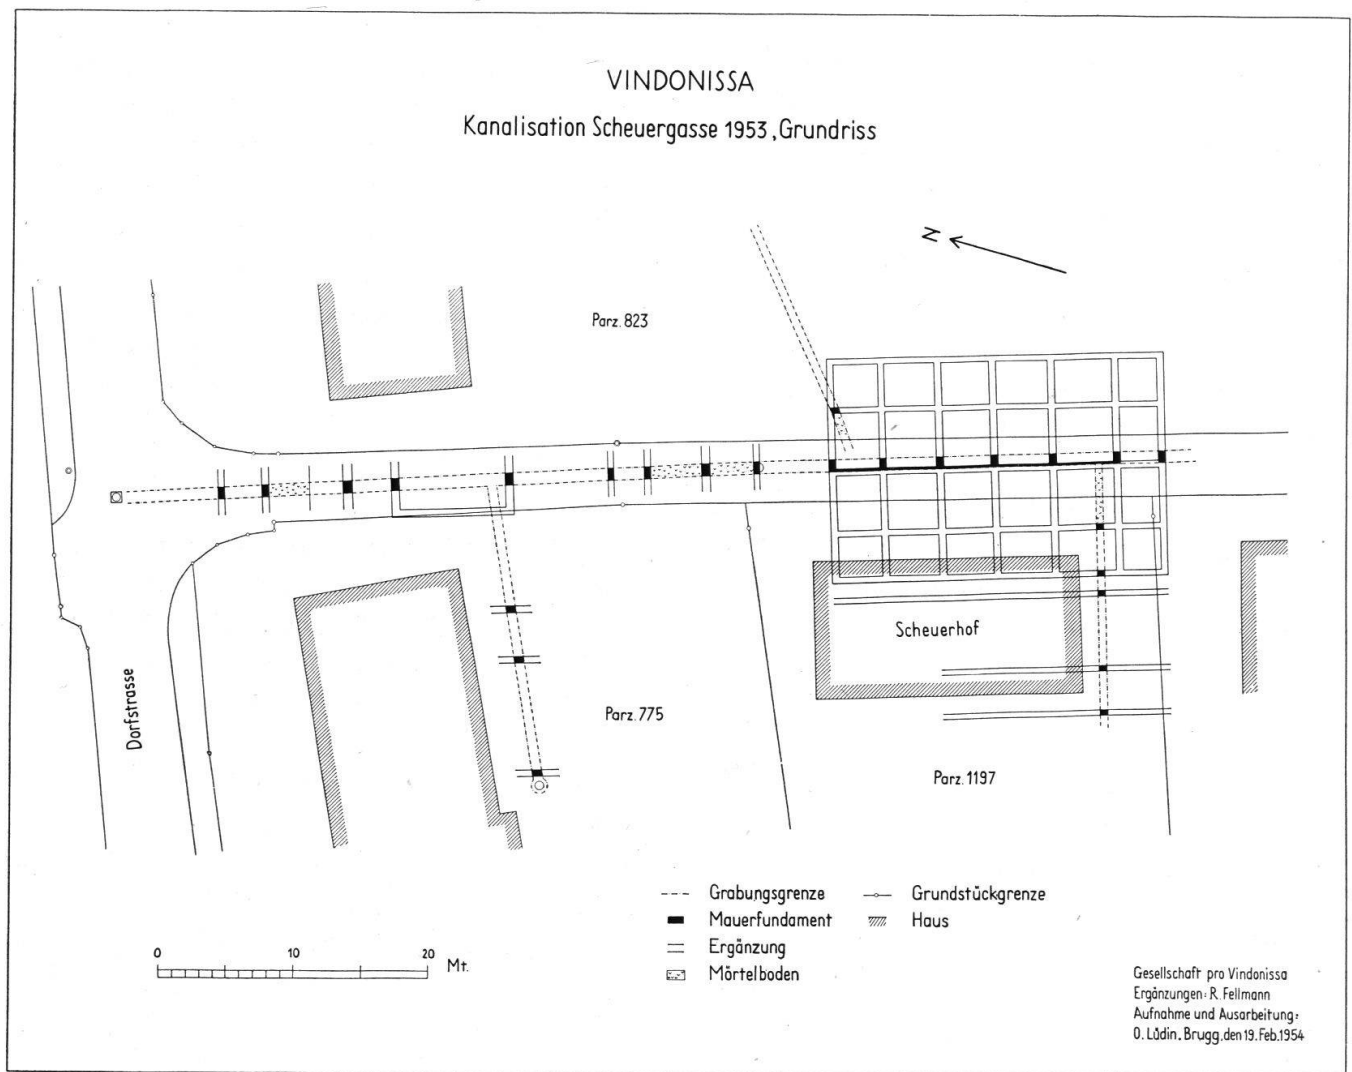 VINDONISSA
Kanalisation Scheuergasse 1953, Grundriss
N
Parz. 823
Scheuerhof
Dorfstrasse
Parz. 775
Parz. 1197
Grabungsgrenze
Grundstückgrenze
Mauerfundament
Haus
Ergänzung
Mörtelboden
0 10 20 Mt.
Gesellschaft pro Vindonissa
Ergänzungen: R. Fellmann
Aufnahme und Ausarbeitung:
O. Lüdin, Brugg, den 19. Feb. 1954